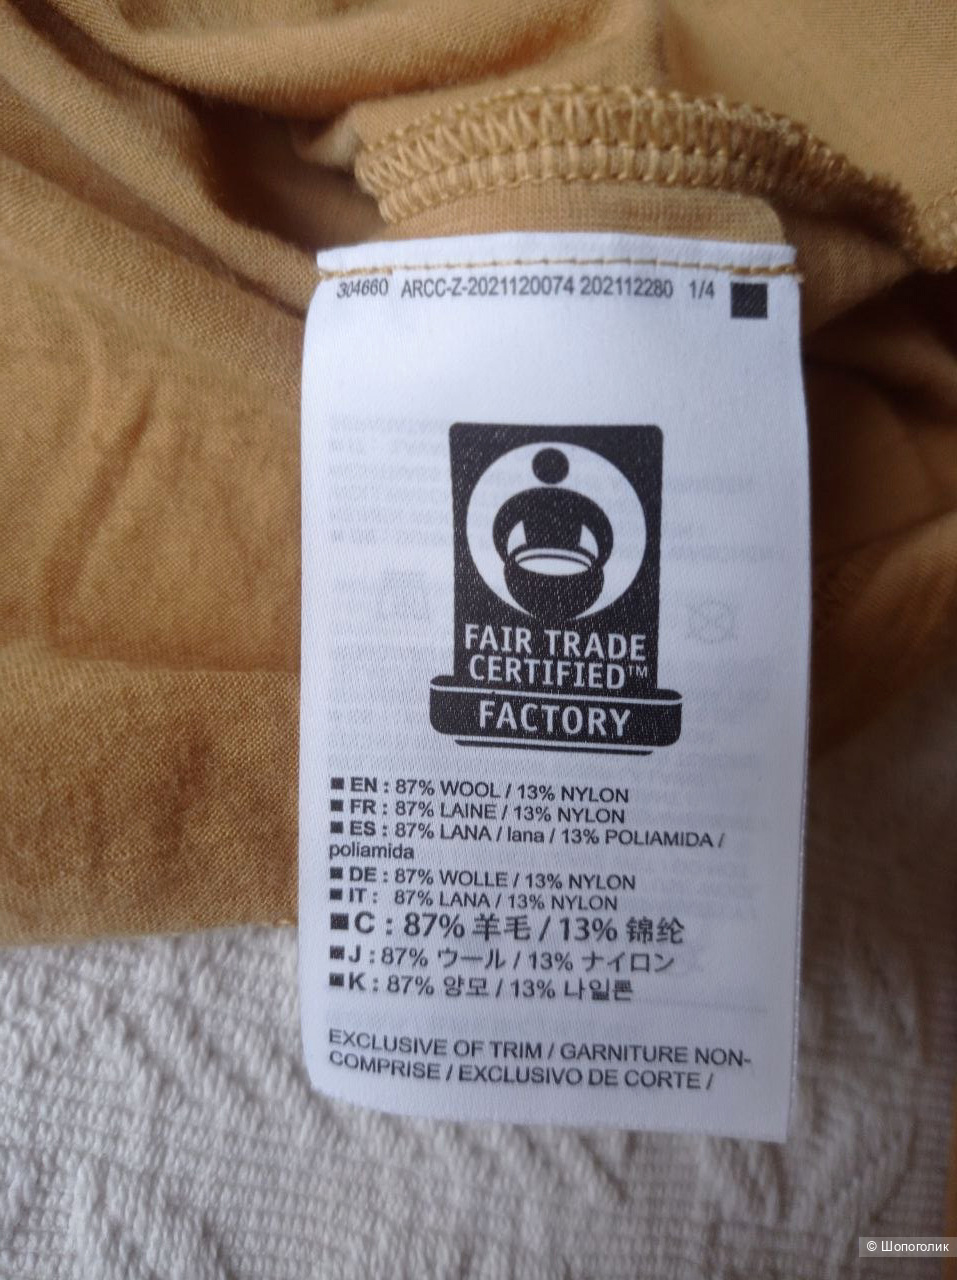 304660 ARCC-Z-2021120074 202112280 1/4
FAIR TRADE
CERTIFIED™
FACTORY
EN : 87% WOOL / 13% NYLON
FR : 87% LAINE / 13% NYLON
ES : 87% LANA / lana / 13% POLIAMIDA /
poliamida
DE : 87% WOLLE / 13% NYLON
IT : 87% LANA / 13% NYLON
C : 87% 羊毛 / 13% 锦纶
J : 87% ウール / 13% ナイロン
K : 87% 양모 / 13% 나일론
EXCLUSIVE OF TRIM / GARNITURE NON-
COMPRISE / EXCLUSIVO DE CORTE /
© Шопоголик